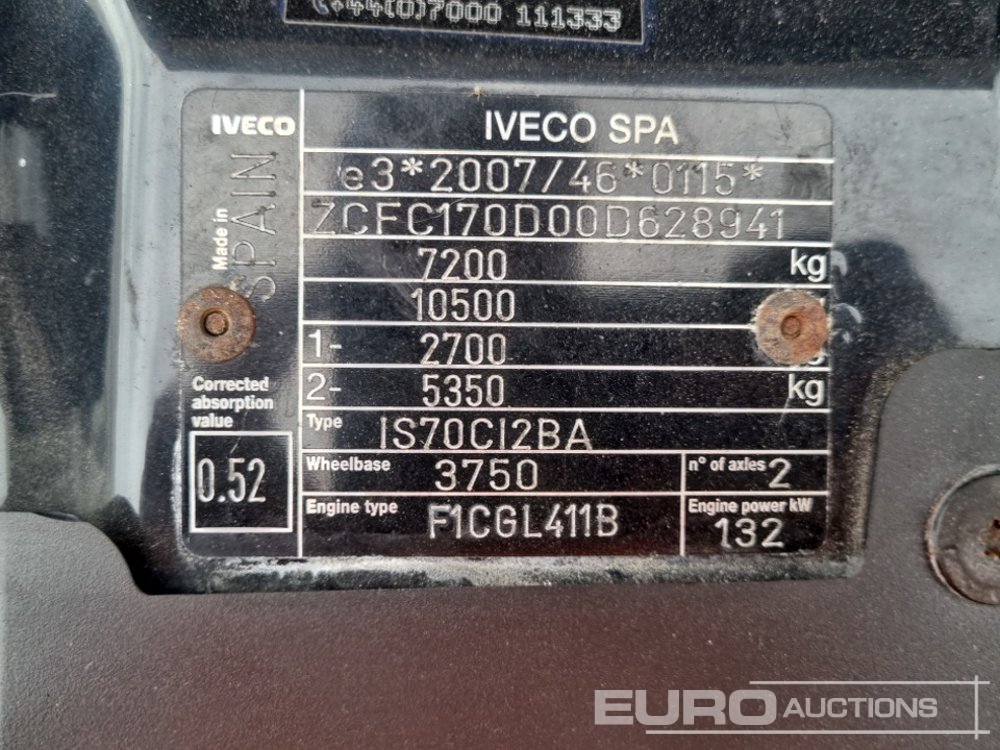 +44(0)7000 111333
IVECO
IVECO SPA
Made in
SPAIN
e3*2007/46*0115*
ZCFC170D00D628941
7200 kg
10500
1- 2700
2- 5350 kg
Corrected
absorption
value
0.52
Type IS70CI2BA
Wheelbase 3750
n° of axles 2
Engine type F1CGL411B
Engine power kW
132
EURO AUCTIONS